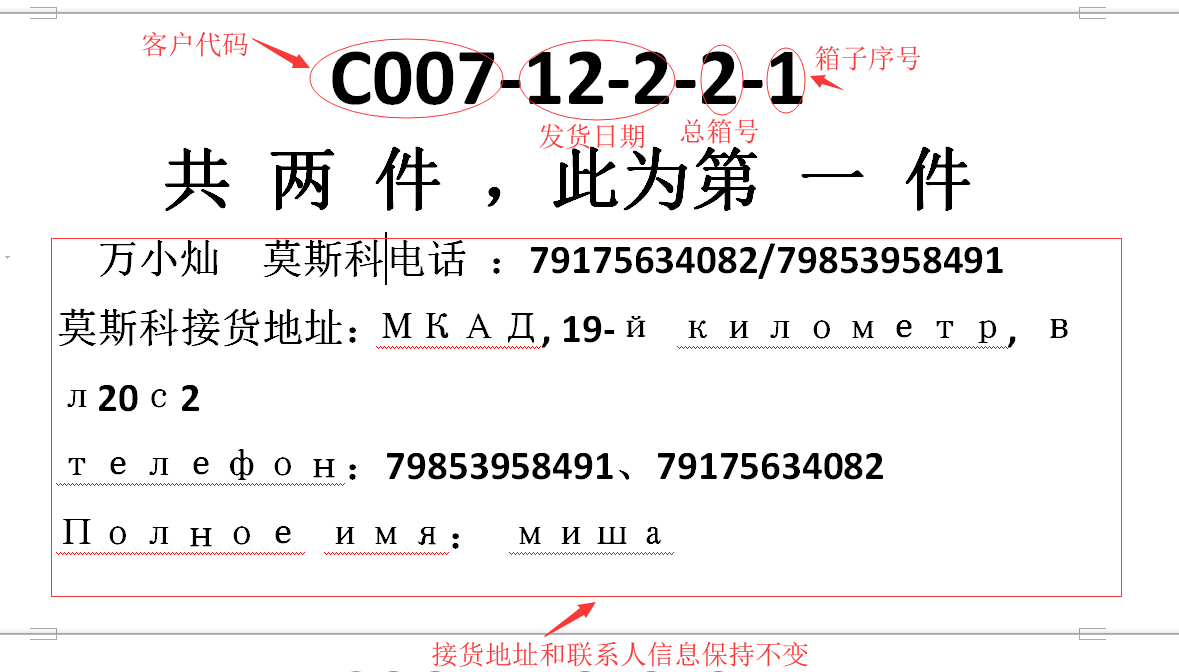 客户代码
C007-12-2-2-1
箱子序号
发货日期 总箱号
共两件，此为第一件
万小灿 莫斯科电话：79175634082/79853958491
莫斯科接货地址：МКАД, 19-й километр, в
л20с2
телефон：79853958491、79175634082
Полное имя： миша
接货地址和联系人信息保持不变